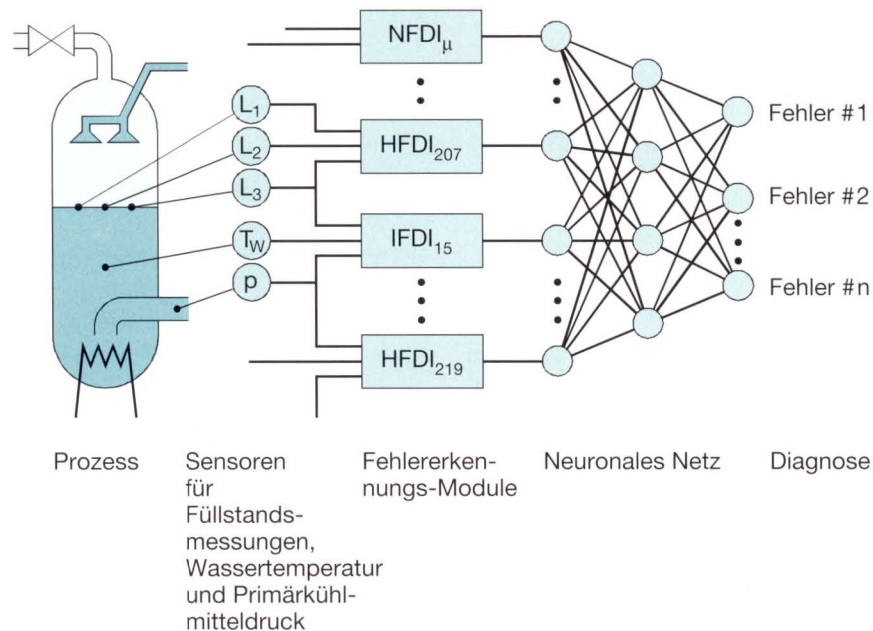 NFDIμ
L1
HFDI207
Fehler #1
L2
L3
Fehler #2
TW
IFDI15
p
Fehler #n
HFDI219
Prozess
Sensoren
für
Füllstands-
messungen,
Wassertemperatur
und Primärkühl-
mitteldruck
Fehlererken-
nungs-Module
Neuronales Netz
Diagnose